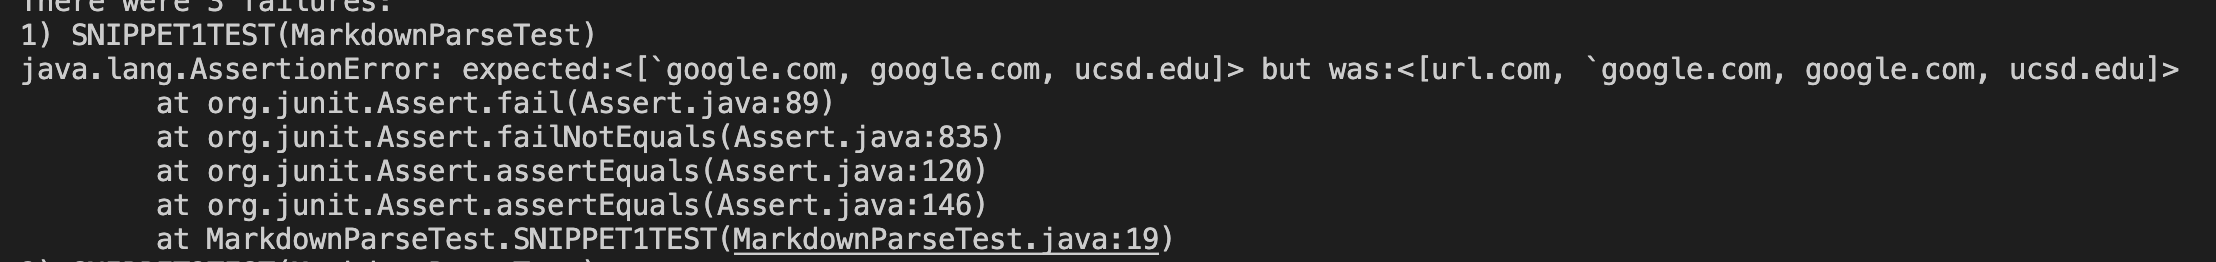 There were 3 failures:
1) SNIPPET1TEST(MarkdownParseTest)
java.lang.AssertionError: expected:<[`google.com, google.com, ucsd.edu]> but was:<[url.com, `google.com, google.com, ucsd.edu]>
        at org.junit.Assert.fail(Assert.java:89)
        at org.junit.Assert.failNotEquals(Assert.java:835)
        at org.junit.Assert.assertEquals(Assert.java:120)
        at org.junit.Assert.assertEquals(Assert.java:146)
        at MarkdownParseTest.SNIPPET1TEST(MarkdownParseTest.java:19)